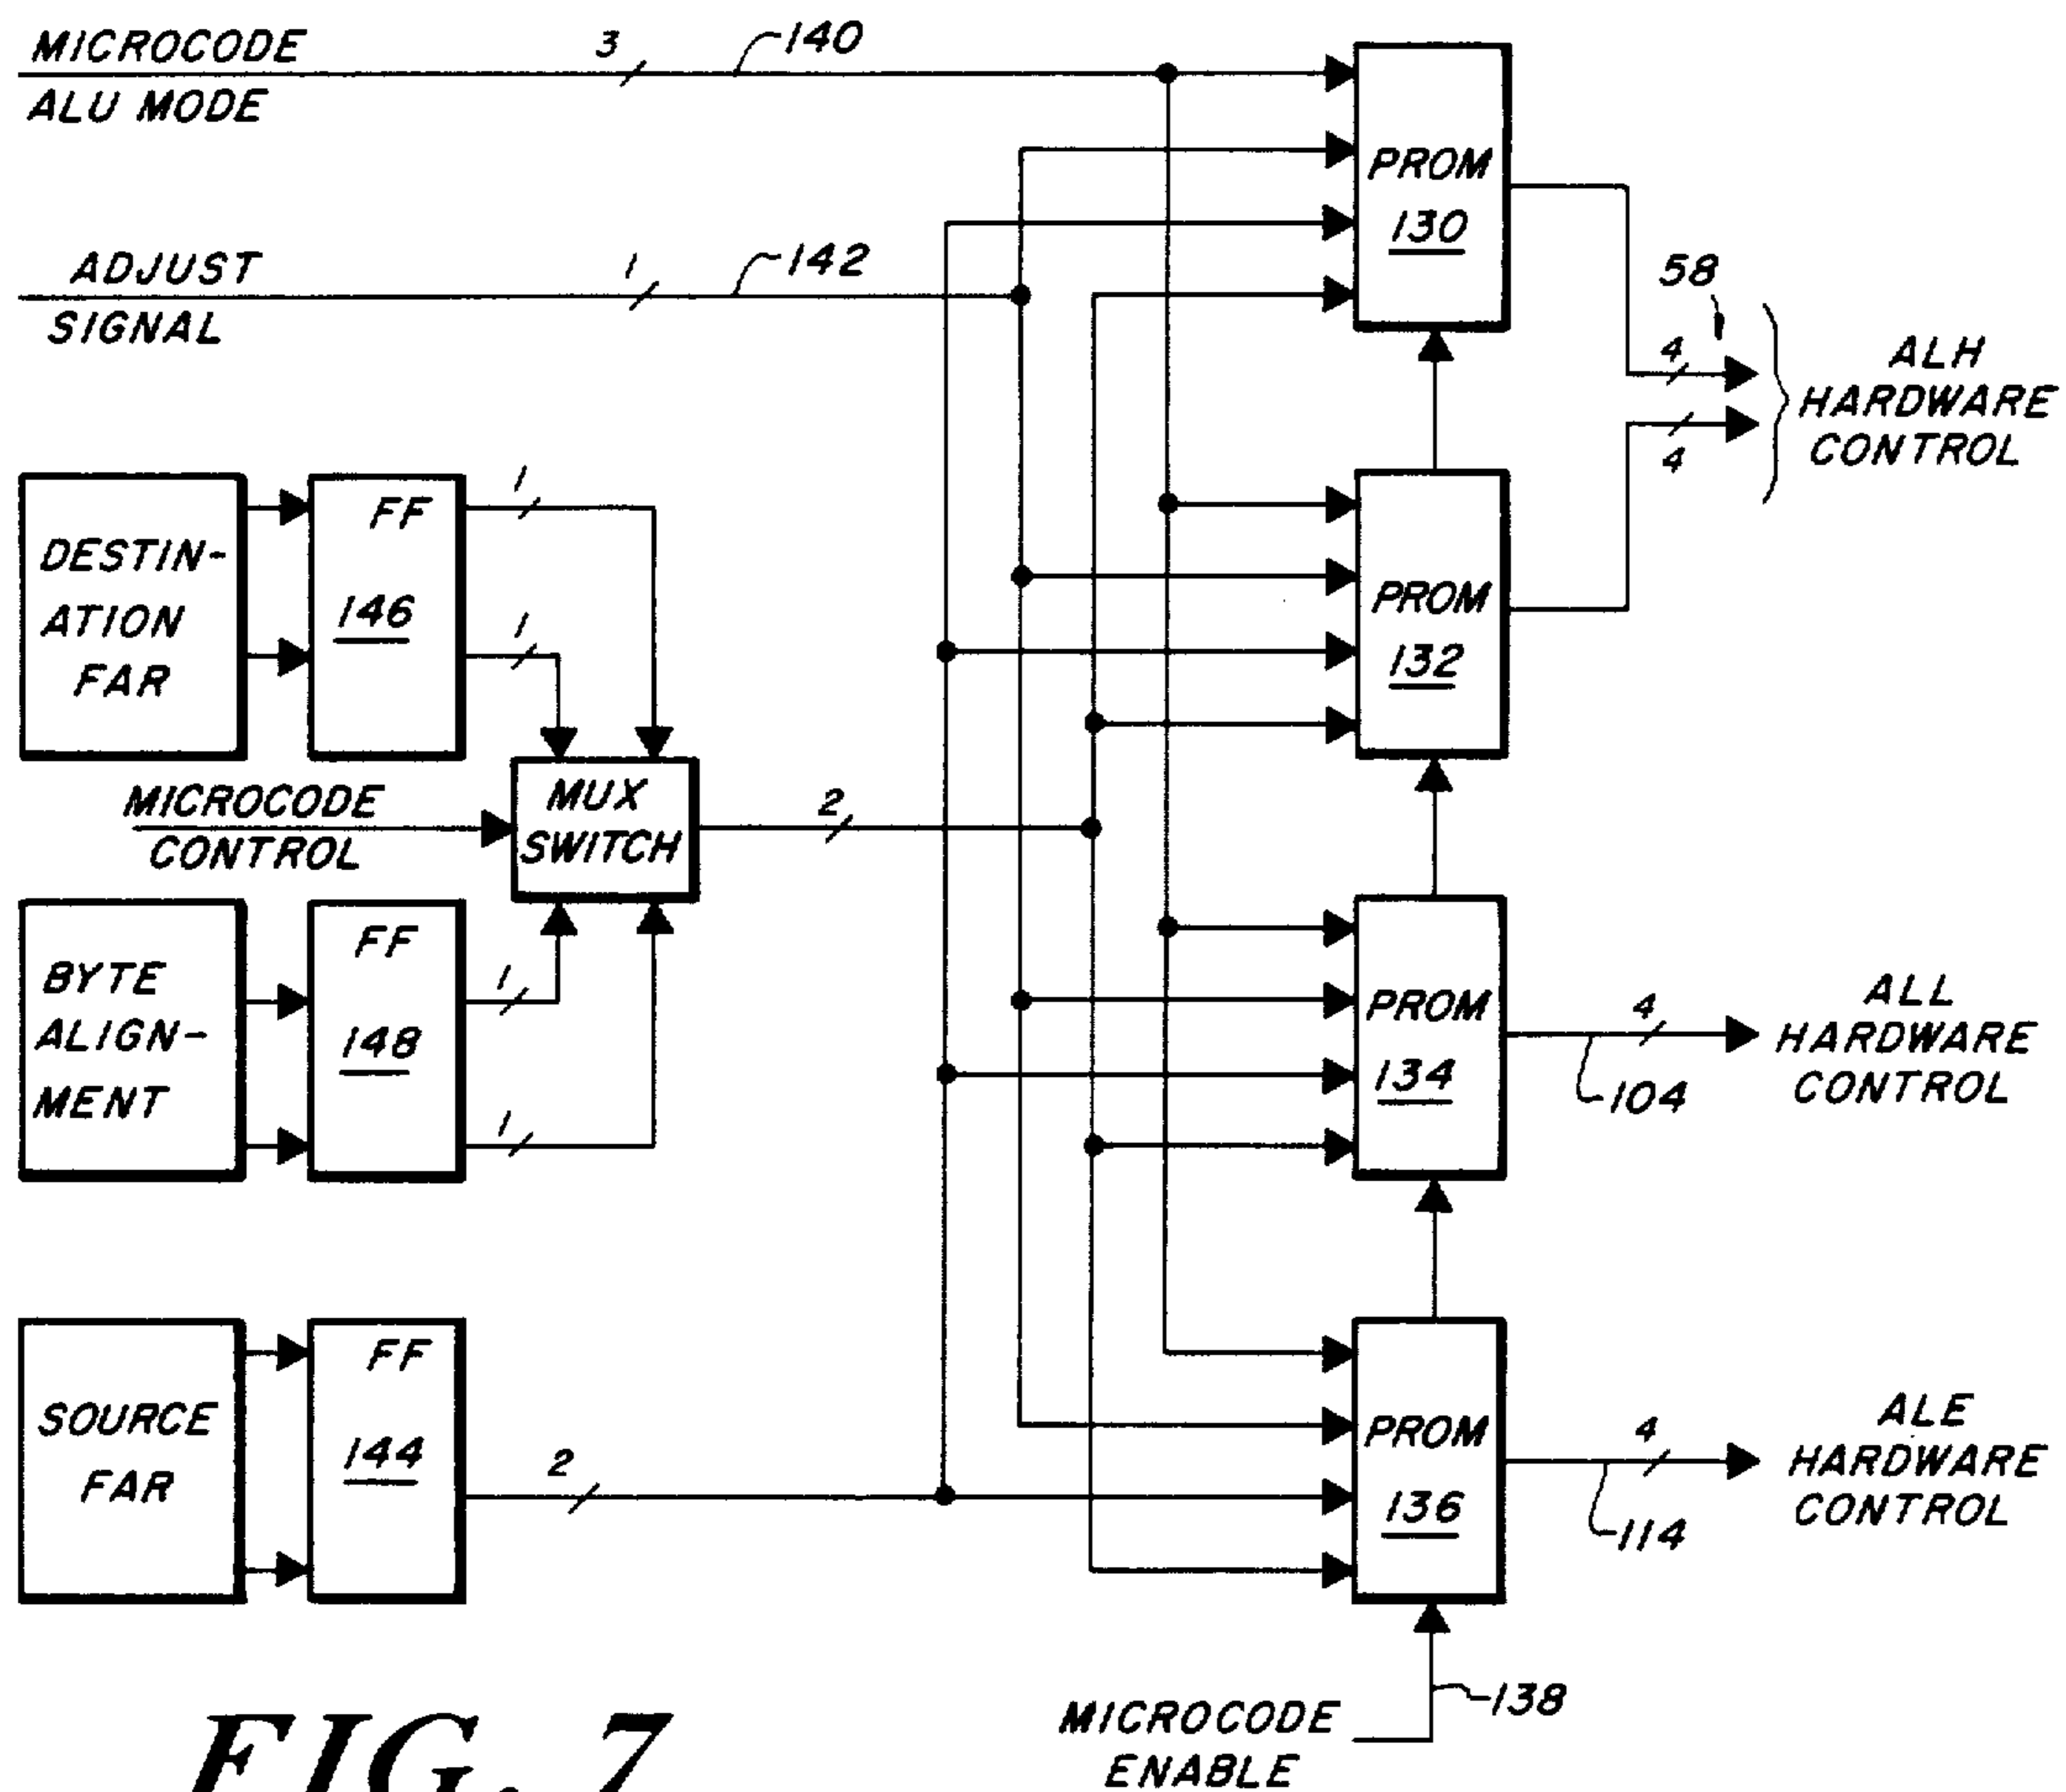 MICROCODE
ALU MODE
3
140
ADJUST
SIGNAL
1
142
PROM
130
58
4
4
ALH
HARDWARE
CONTROL
DESTIN-
ATION
FAR
FF
146
1
1
PROM
132
MICROCODE
CONTROL
MUX
SWITCH
2
BYTE
ALIGN-
MENT
FF
148
1
1
PROM
134
4
104
ALL
HARDWARE
CONTROL
SOURCE
FAR
FF
144
2
PROM
136
4
114
ALE
HARDWARE
CONTROL
MICROCODE
ENABLE
138
FIG. 7